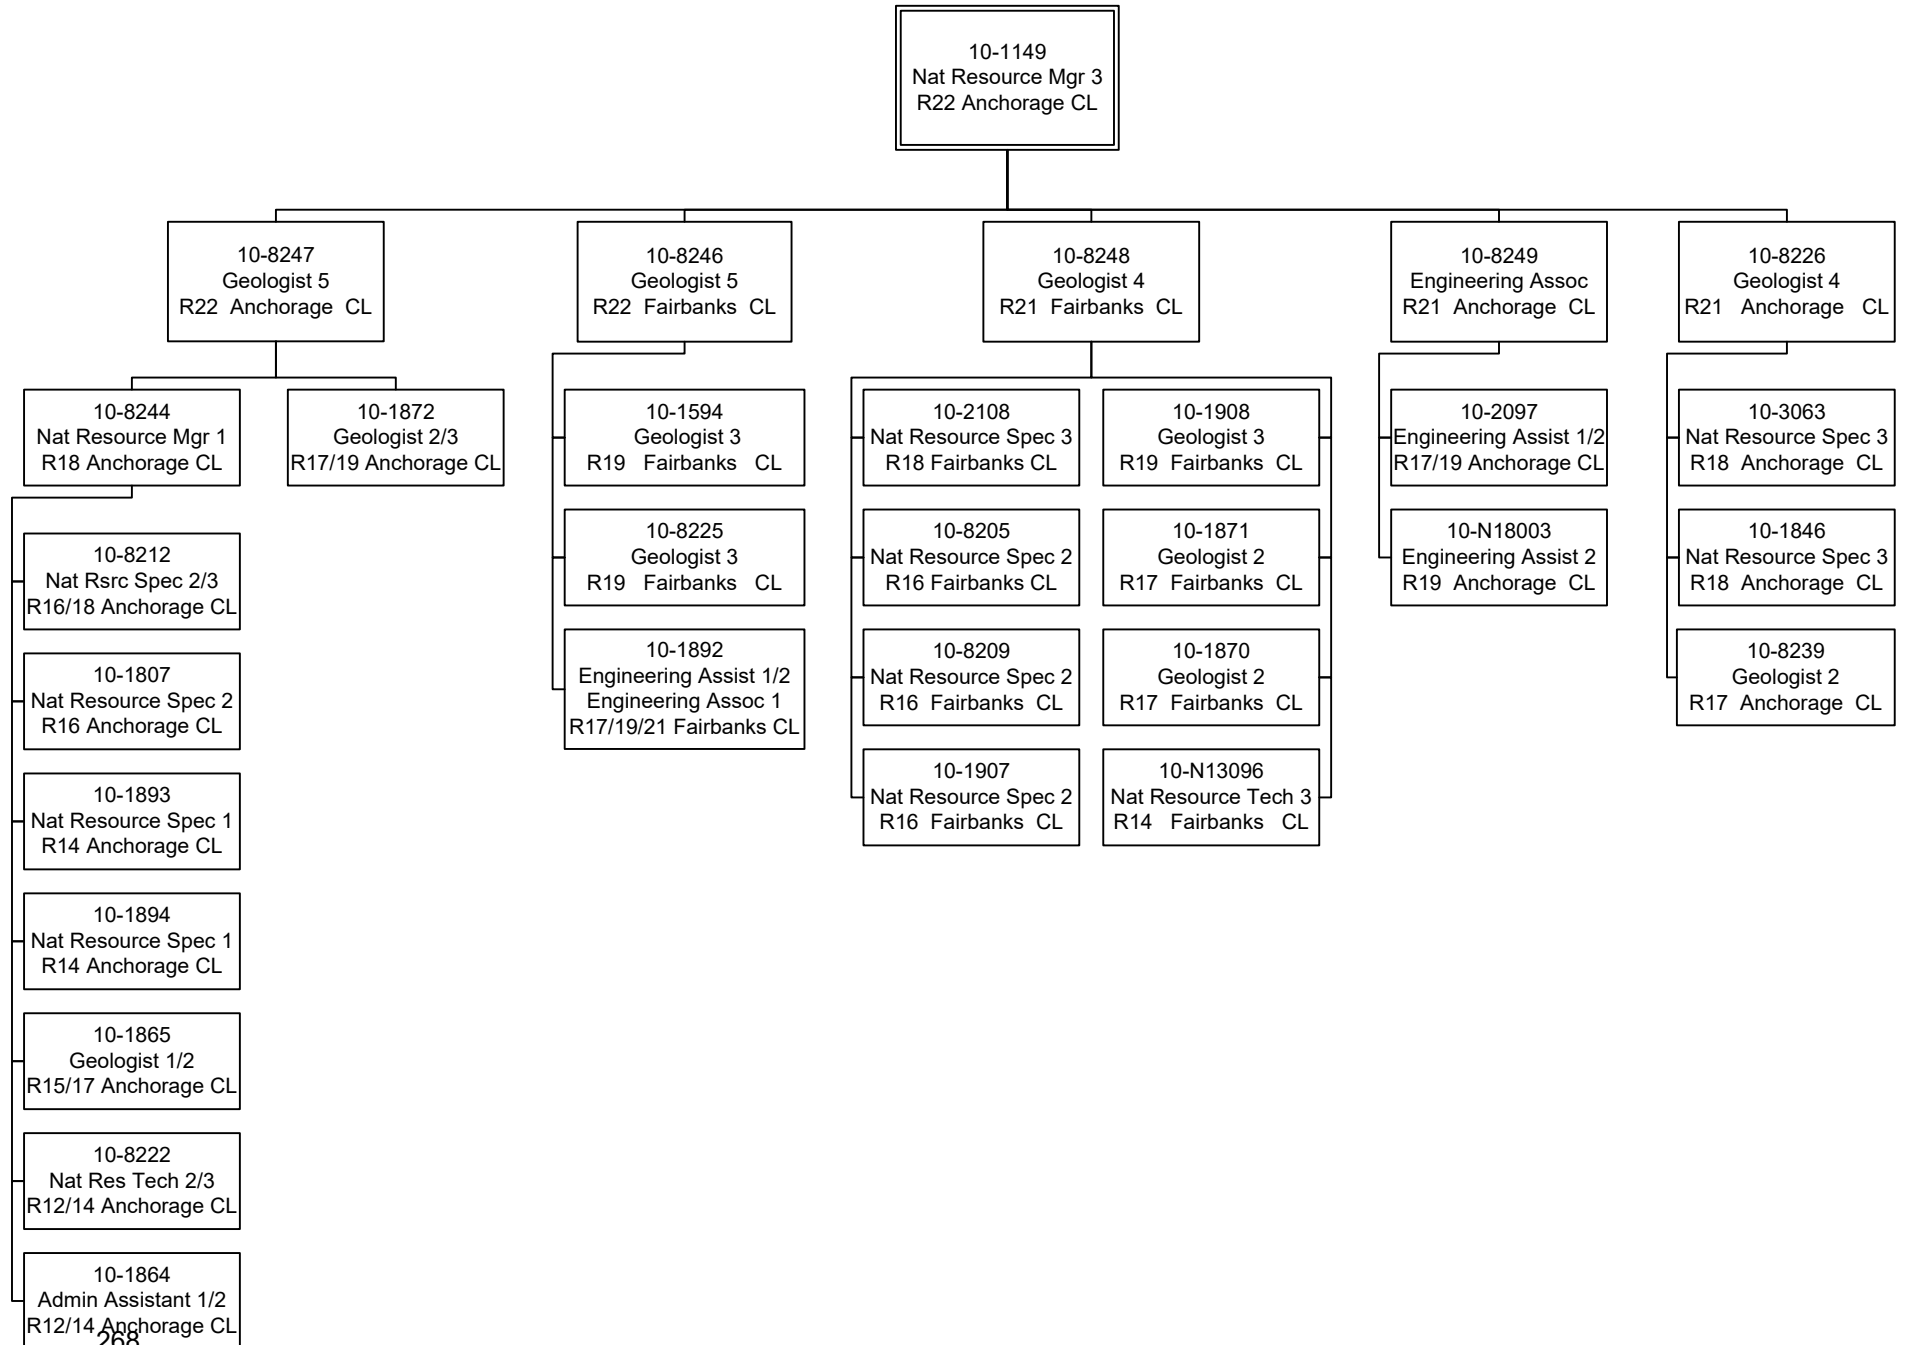 10-1149
Nat Resource Mgr 3
R22 Anchorage CL
10-8247
Geologist 5
R22 Anchorage CL
10-8246
Geologist 5
R22 Fairbanks CL
10-8248
Geologist 4
R21 Fairbanks CL
10-8249
Engineering Assoc
R21 Anchorage CL
10-8226
Geologist 4
R21 Anchorage CL
10-8244
Nat Resource Mgr 1
R18 Anchorage CL
10-1872
Geologist 2/3
R17/19 Anchorage CL
10-1594
Geologist 3
R19 Fairbanks CL
10-2108
Nat Resource Spec 3
R18 Fairbanks CL
10-1908
Geologist 3
R19 Fairbanks CL
10-2097
Engineering Assist 1/2
R17/19 Anchorage CL
10-3063
Nat Resource Spec 3
R18 Anchorage CL
10-8212
Nat Rsrc Spec 2/3
R16/18 Anchorage CL
10-8225
Geologist 3
R19 Fairbanks CL
10-8205
Nat Resource Spec 2
R16 Fairbanks CL
10-1871
Geologist 2
R17 Fairbanks CL
10-N18003
Engineering Assist 2
R19 Anchorage CL
10-1846
Nat Resource Spec 3
R18 Anchorage CL
10-1807
Nat Resource Spec 2
R16 Anchorage CL
10-1892
Engineering Assist 1/2
Engineering Assoc 1
R17/19/21 Fairbanks CL
10-8209
Nat Resource Spec 2
R16 Fairbanks CL
10-1870
Geologist 2
R17 Fairbanks CL
10-8239
Geologist 2
R17 Anchorage CL
10-1893
Nat Resource Spec 1
R14 Anchorage CL
10-1907
Nat Resource Spec 2
R16 Fairbanks CL
10-N13096
Nat Resource Tech 3
R14 Fairbanks CL
10-1894
Nat Resource Spec 1
R14 Anchorage CL
10-1865
Geologist 1/2
R15/17 Anchorage CL
10-8222
Nat Res Tech 2/3
R12/14 Anchorage CL
10-1864
Admin Assistant 1/2
R12/14 Anchorage CL
268